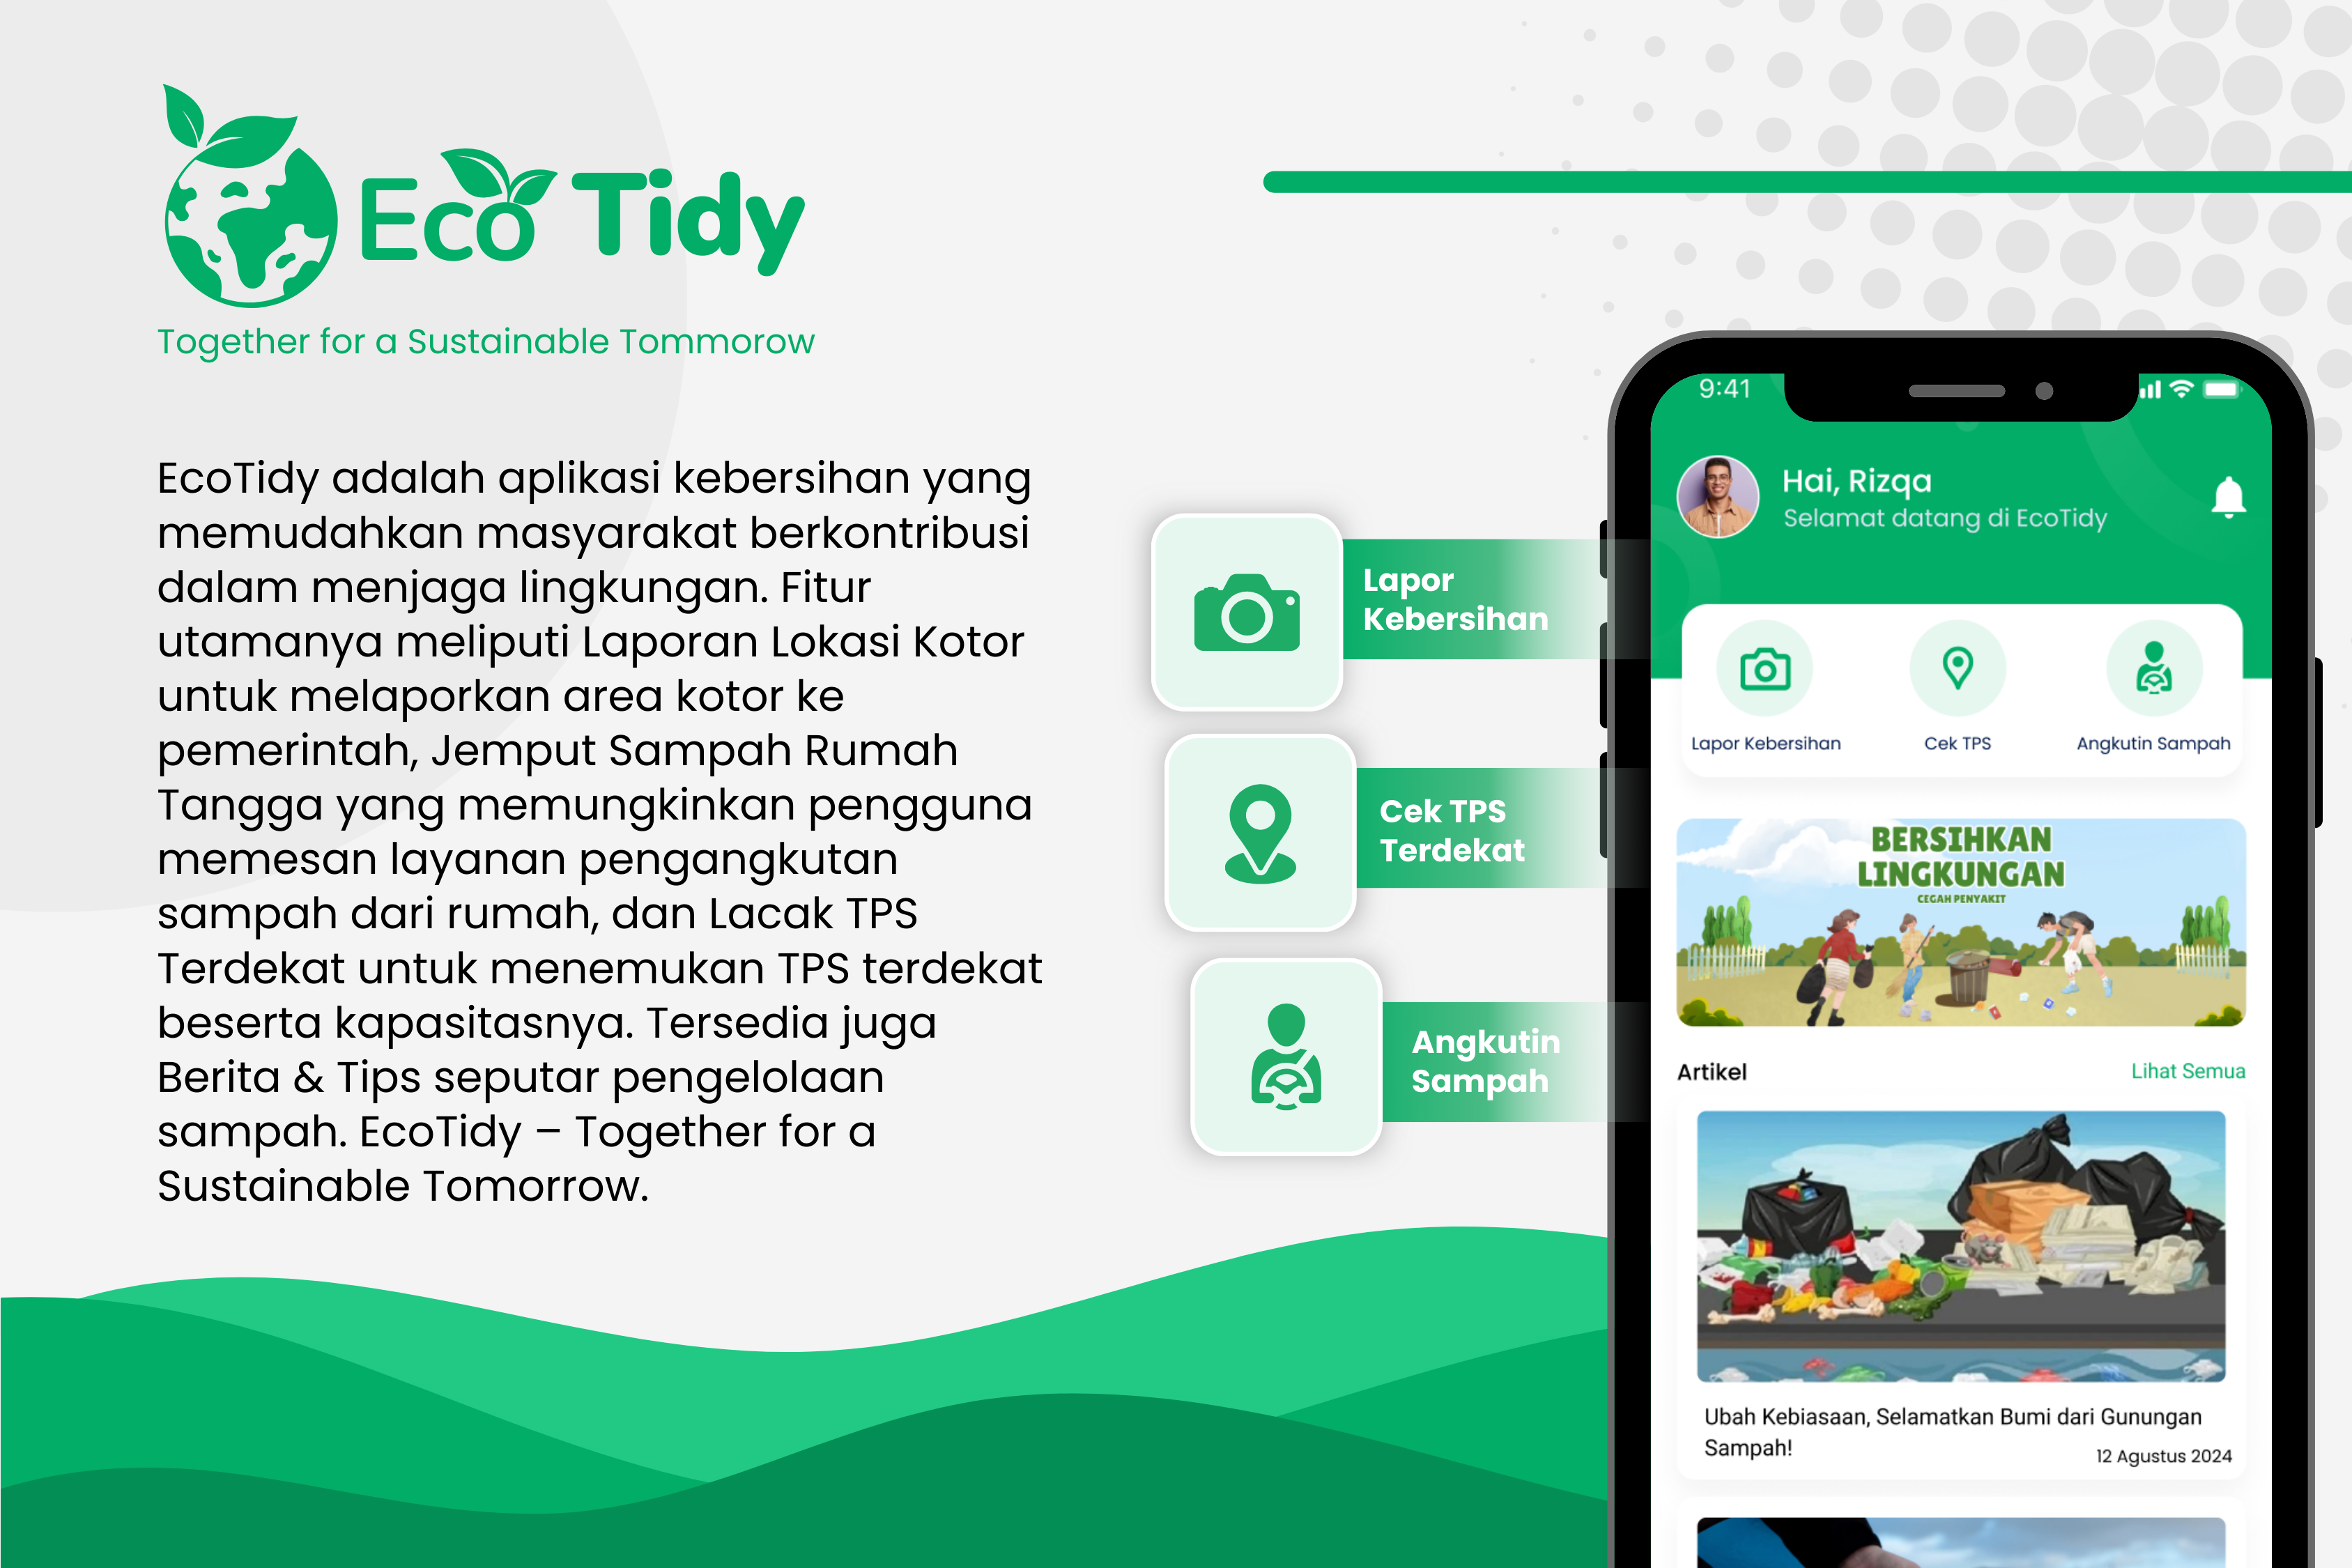 Eco Tidy
Together for a Sustainable Tommorow
EcoTidy adalah aplikasi kebersihan yang
memudahkan masyarakat berkontribusi
dalam menjaga lingkungan. Fitur
utamanya meliputi Laporan Lokasi Kotor
untuk melaporkan area kotor ke
pemerintah, Jemput Sampah Rumah
Tangga yang memungkinkan pengguna
memesan layanan pengangkutan
sampah dari rumah, dan Lacak TPS
Terdekat untuk menemukan TPS terdekat
beserta kapasitasnya. Tersedia juga
Berita & Tips seputar pengelolaan
sampah. EcoTidy – Together for a
Sustainable Tomorrow.
Lapor
Kebersihan
Cek TPS
Terdekat
Angkutin
Sampah
9:41
Hai, Rizqa
Selamat datang di EcoTidy
Lapor Kebersihan
Cek TPS
Angkutin Sampah
BERSIHKAN
LINGKUNGAN
CEGAH PENYAKIT
Artikel
Lihat Semua
Ubah Kebiasaan, Selamatkan Bumi dari Gunungan
Sampah!
12 Agustus 2024